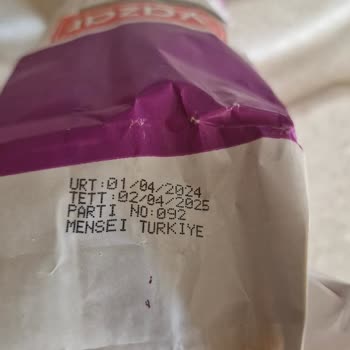 URT:01/04/2024
TETT:02/04/2025
PARTI NO:092
MENSEI TURKIYE